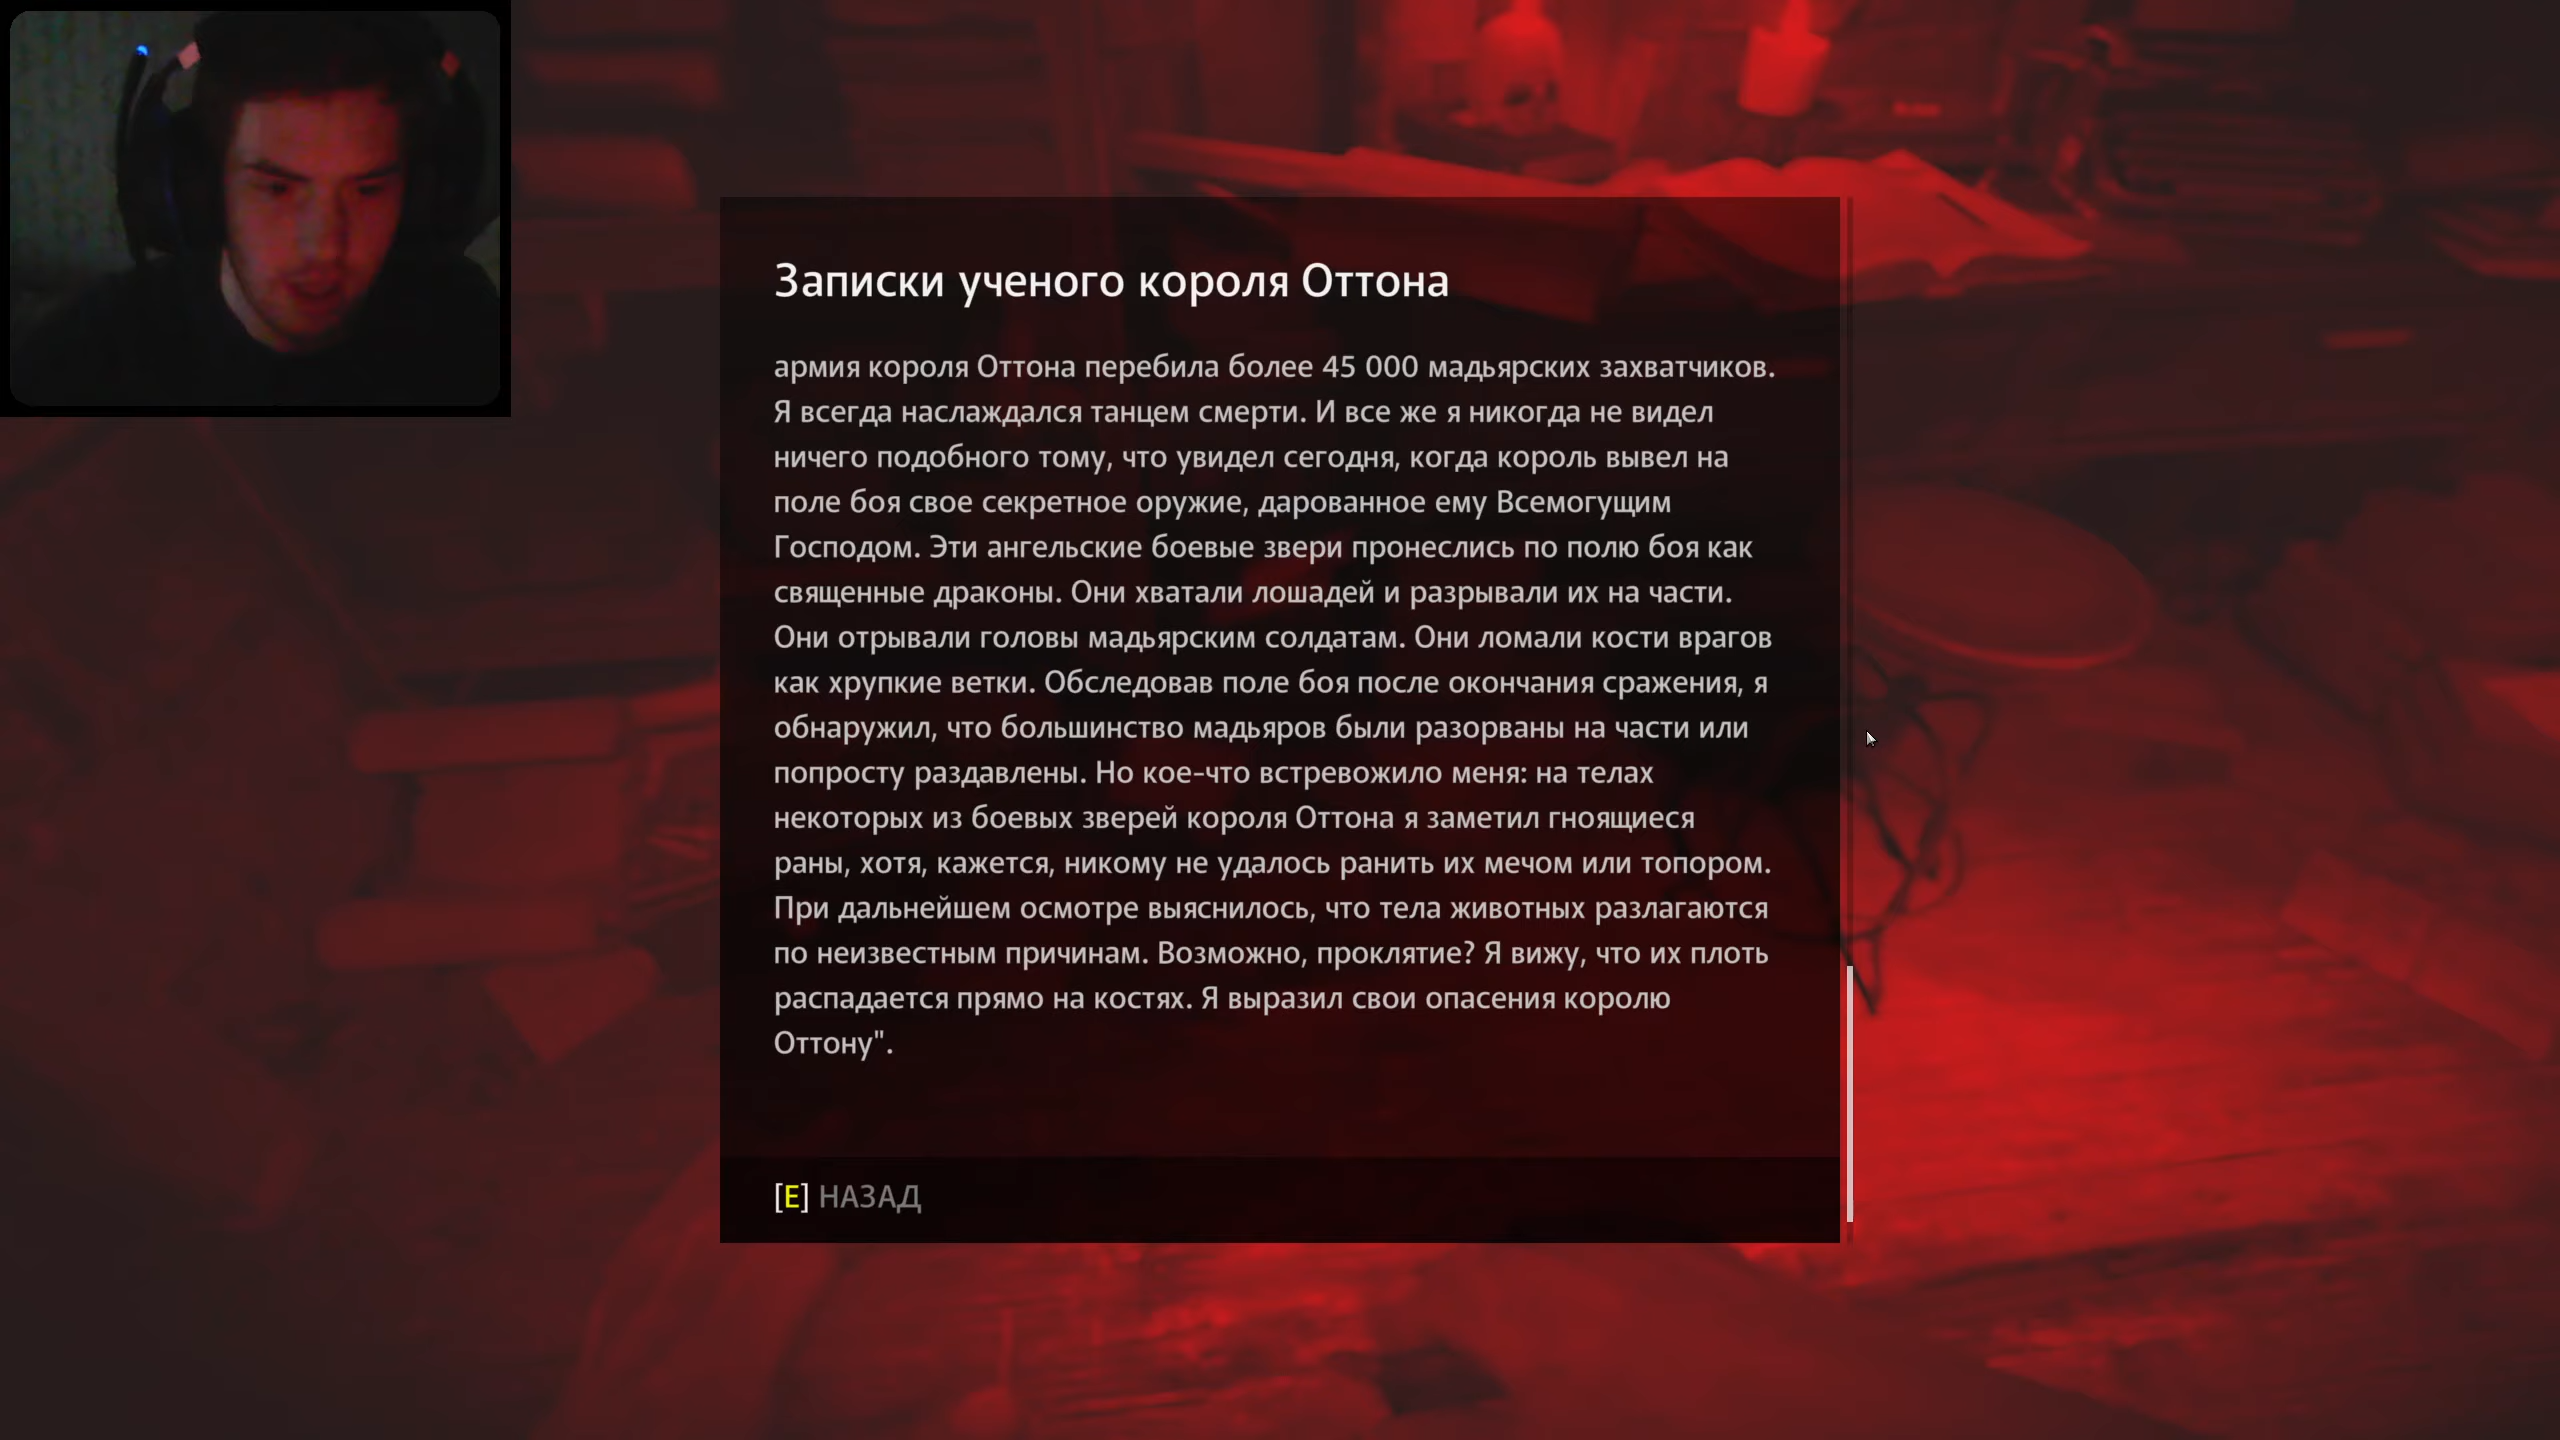 Записки ученого короля Оттона
армия короля Оттона перебила более 45 000 мадьярских захватчиков.
Я всегда наслаждался танцем смерти. И все же я никогда не видел
ничего подобного тому, что увидел сегодня, когда король вывел на
поле боя свое секретное оружие, дарованное ему Всемогущим
Господом. Эти ангельские боевые звери пронеслись по полю боя как
священные драконы. Они хватали лошадей и разрывали их на части.
Они отрывали головы мадьярским солдатам. Они ломали кости врагов
как хрупкие ветки. Обследовав поле боя после окончания сражения, я
обнаружил, что большинство мадьяров были разорваны на части или
попросту раздавлены. Но кое-что встревожило меня: на телах
некоторых из боевых зверей короля Оттона я заметил гноящиеся
раны, хотя, кажется, никому не удалось ранить их мечом или топором.
При дальнейшем осмотре выяснилось, что тела животных разлагаются
по неизвестным причинам. Возможно, проклятие? Я вижу, что их плоть
распадается прямо на костях. Я выразил свои опасения королю
Оттону".
[E] НАЗАД